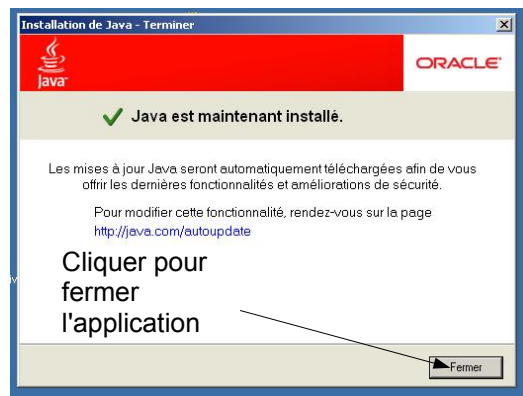 Installation de Java - Terminer
Java
ORACLE
Java est maintenant installé.
Les mises à jour Java seront automatiquement téléchargées afin de vous
offrir les dernières fonctionnalités et améliorations de sécurité.
Pour modifier cette fonctionnalité, rendez-vous sur la page
http://java.com/autoupdate
Cliquer pour
fermer
l'application
Fermer